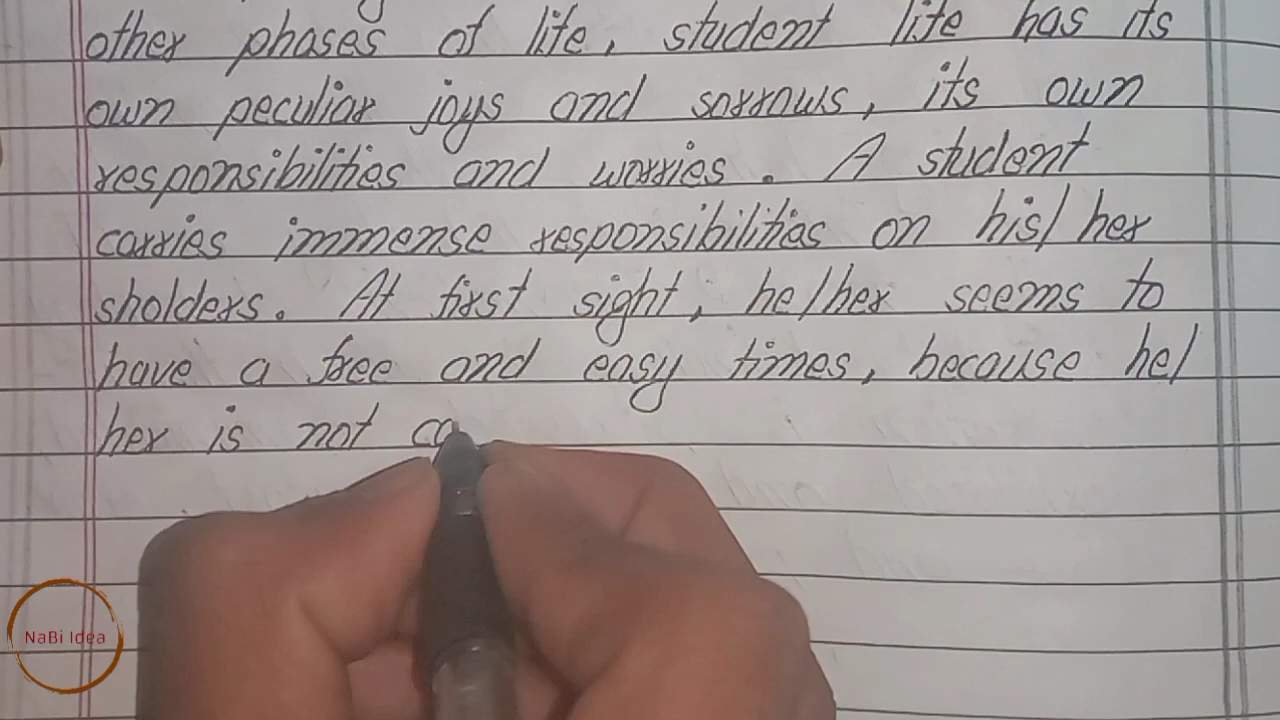 other phases of life, student life has its
own peculiar joys and sorrows, its own
responsibilities and worries. A student
carries immense responsibilities on his/her
sholders. At first sight, he/her seems to
have a free and easy times, because he/
her is not ca
NaBi Idea